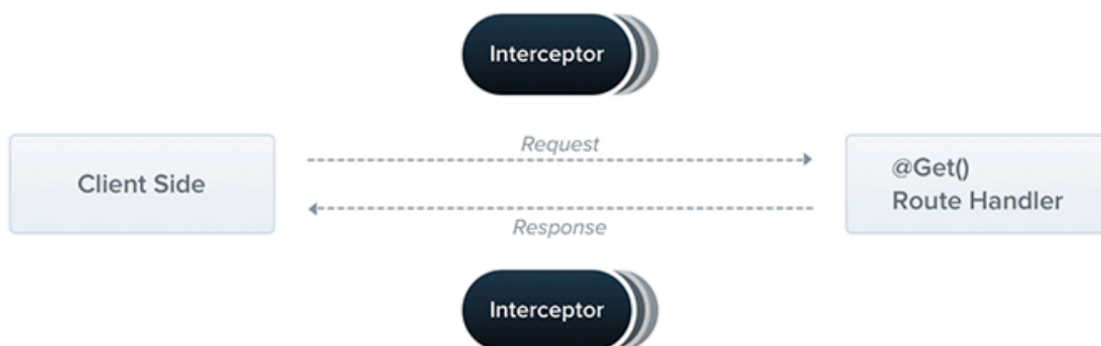 Interceptor
Request
Client Side
@Get()
Route Handler
Response
Interceptor